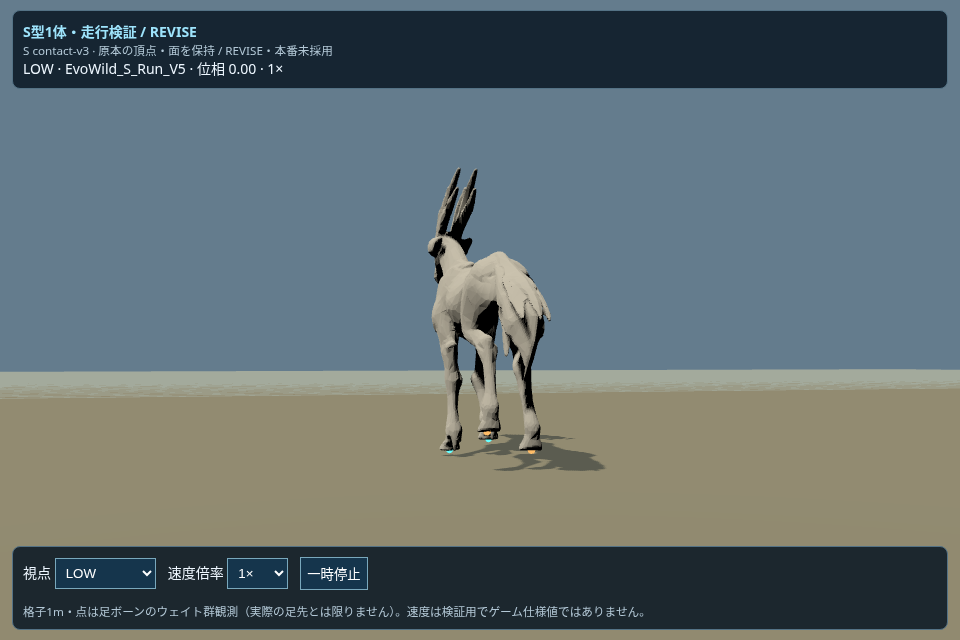 S型1体・走行検証 / REVISE
S contact-v3 · 原本の頂点・面を保持 / REVISE・本番未採用
LOW · EvoWild_S_Run_V5 · 位相 0.00 · 1×
視点 LOW 速度倍率 1× 一時停止
格子1m・点は足ボーンのウェイト群観測（実際の足先とは限りません）。速度は検証用でゲーム仕様値ではありません。